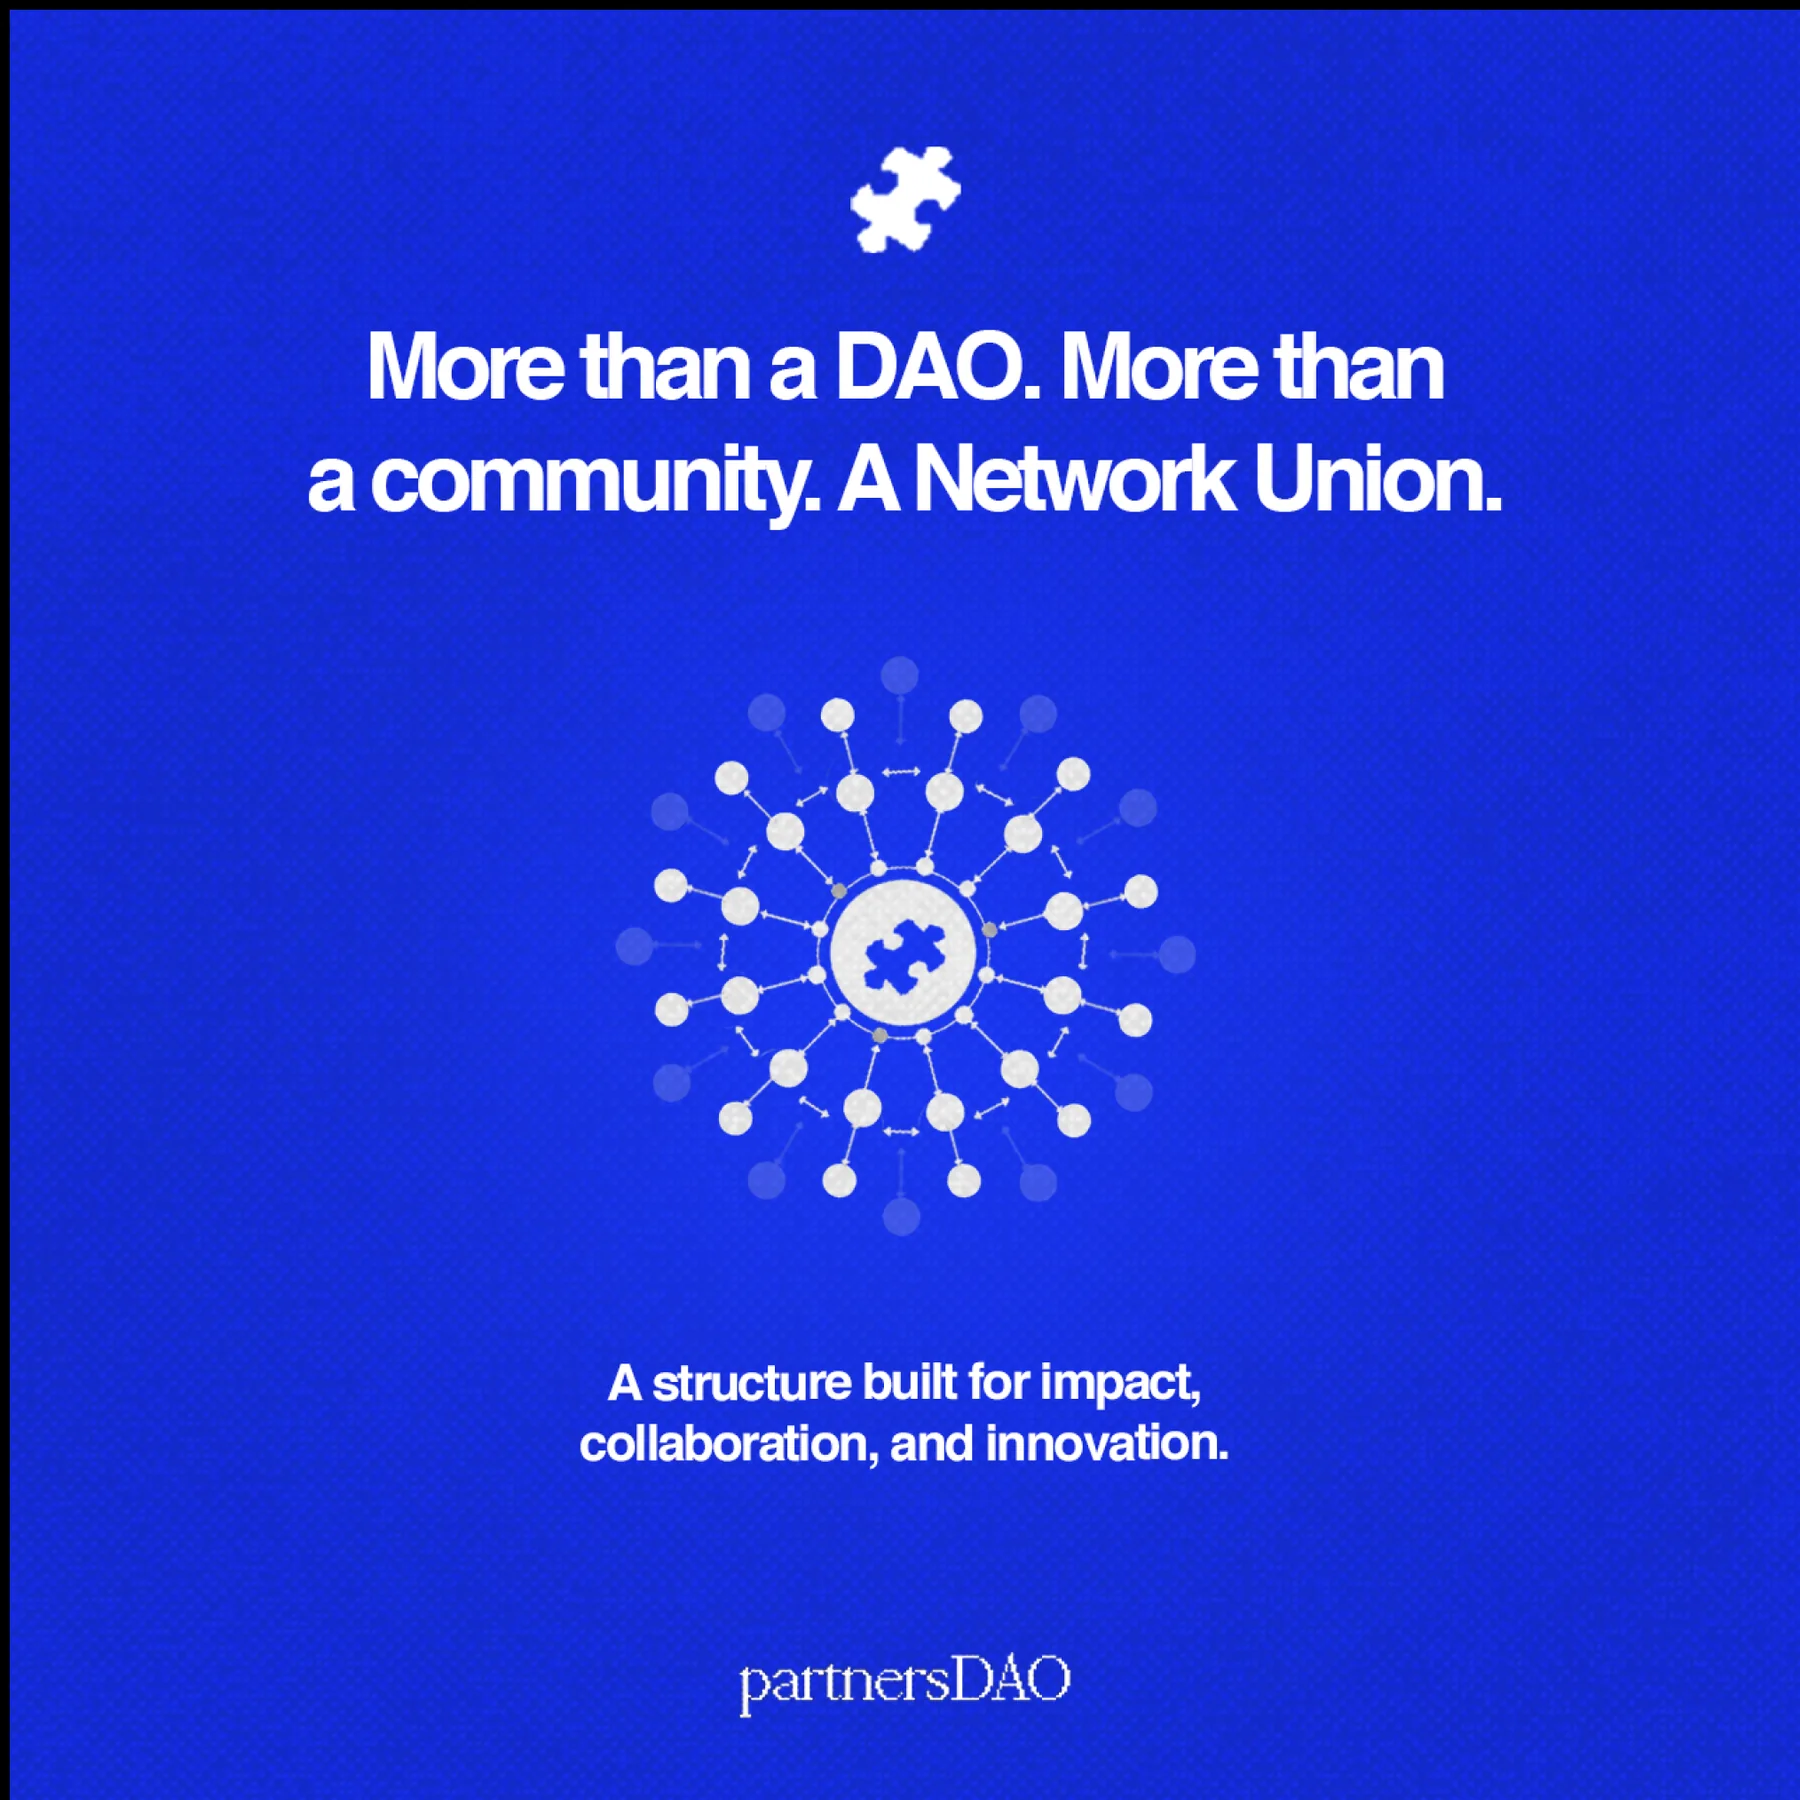 More than a DAO. More than
a community. A Network Union.
A structure built for impact,
collaboration, and innovation.
partnersDAO